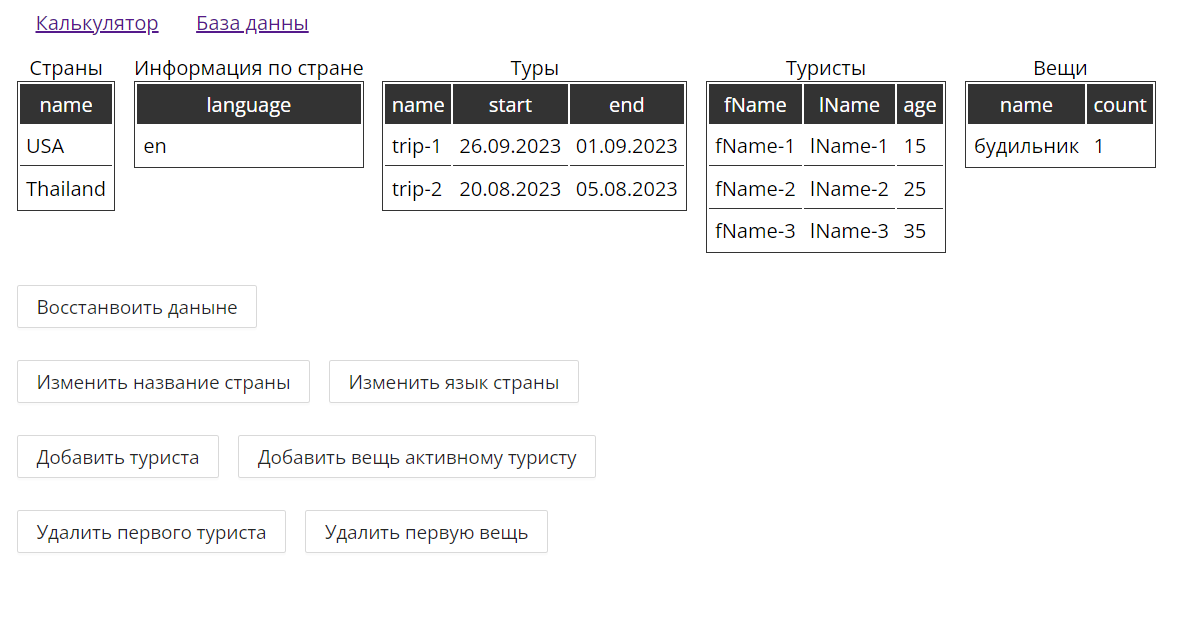 Калькулятор База данны
Страны Информация по стране Туры Туристы Вещи
name language name start end fName lName age name count
USA en trip-1 26.09.2023 01.09.2023 fName-1 lName-1 15 будильник 1
Thailand trip-2 20.08.2023 05.08.2023 fName-2 lName-2 25
fName-3 lName-3 35
Восстанвоить даныне
Изменить название страны Изменить язык страны
Добавить туриста Добавить вещь активному туристу
Удалить первого туриста Удалить первую вещь